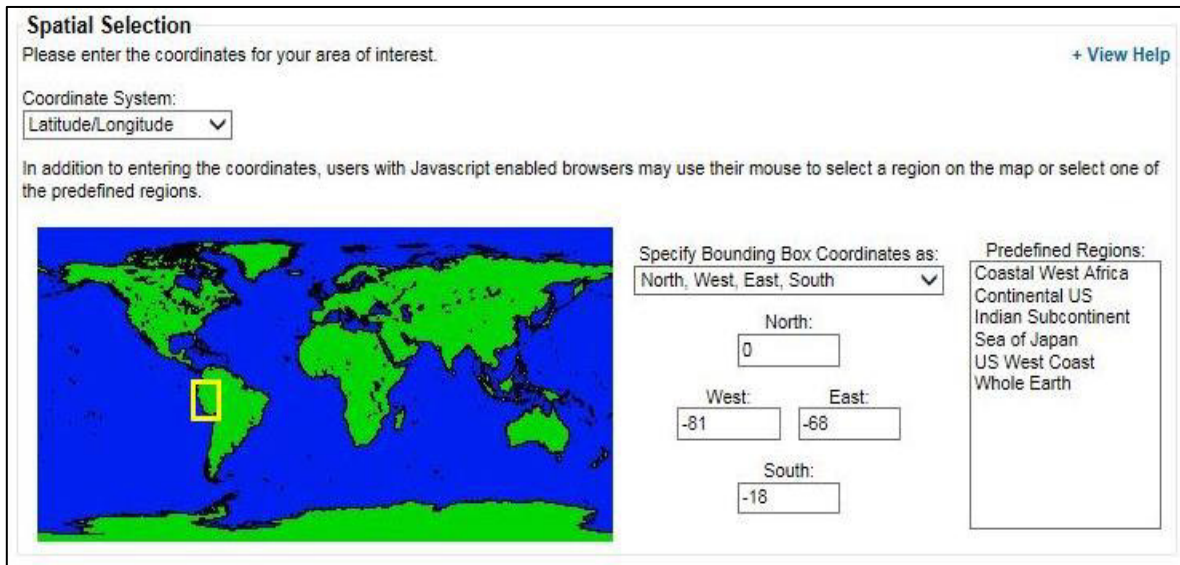 Spatial Selection
Please enter the coordinates for your area of interest.
+ View Help
Coordinate System:
Latitude/Longitude
In addition to entering the coordinates, users with Javascript enabled browsers may use their mouse to select a region on the map or select one of
the predefined regions.
Specify Bounding Box Coordinates as:
North, West, East, South
North:
0
West:
East:
-81
-68
South:
-18
Predefined Regions:
Coastal West Africa
Continental US
Indian Subcontinent
Sea of Japan
US West Coast
Whole Earth